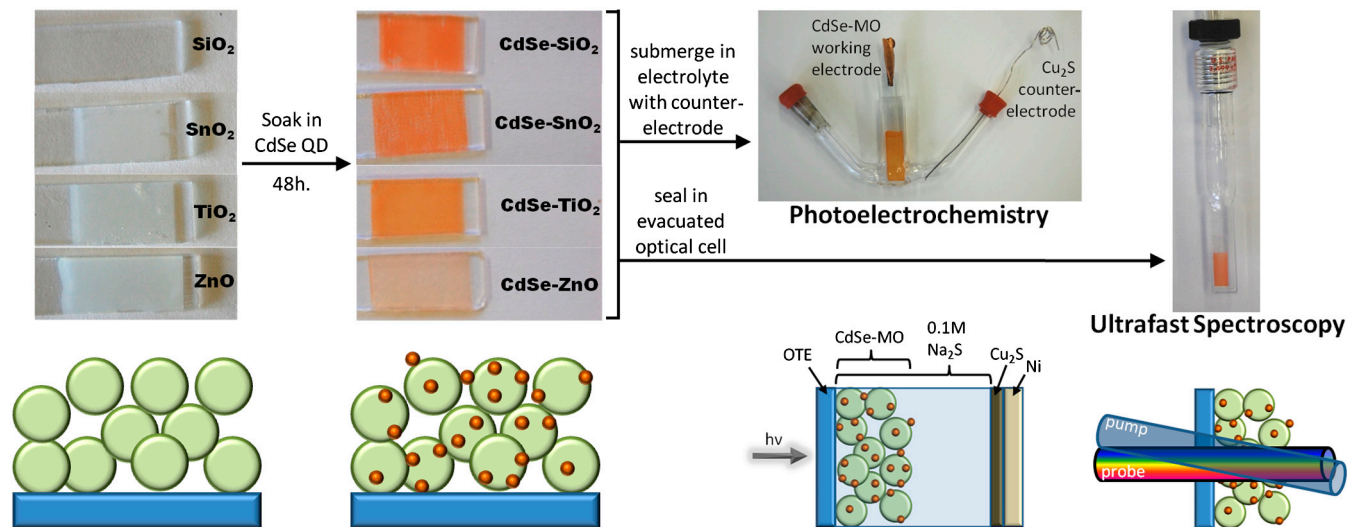 SiO₂
SnO₂
TiO₂
ZnO
Soak in
CdSe QD
48h.
CdSe-SiO₂
CdSe-SnO₂
CdSe-TiO₂
CdSe-ZnO
submerge in
electrolyte
with counter-
electrode
seal in
evacuated
optical cell
CdSe-MO
working
electrode
Cu₂S
counter-
electrode
Photoelectrochemistry
Ultrafast Spectroscopy
OTE
CdSe-MO
0.1M
Na₂S
Cu₂S
Ni
hν
pump
probe